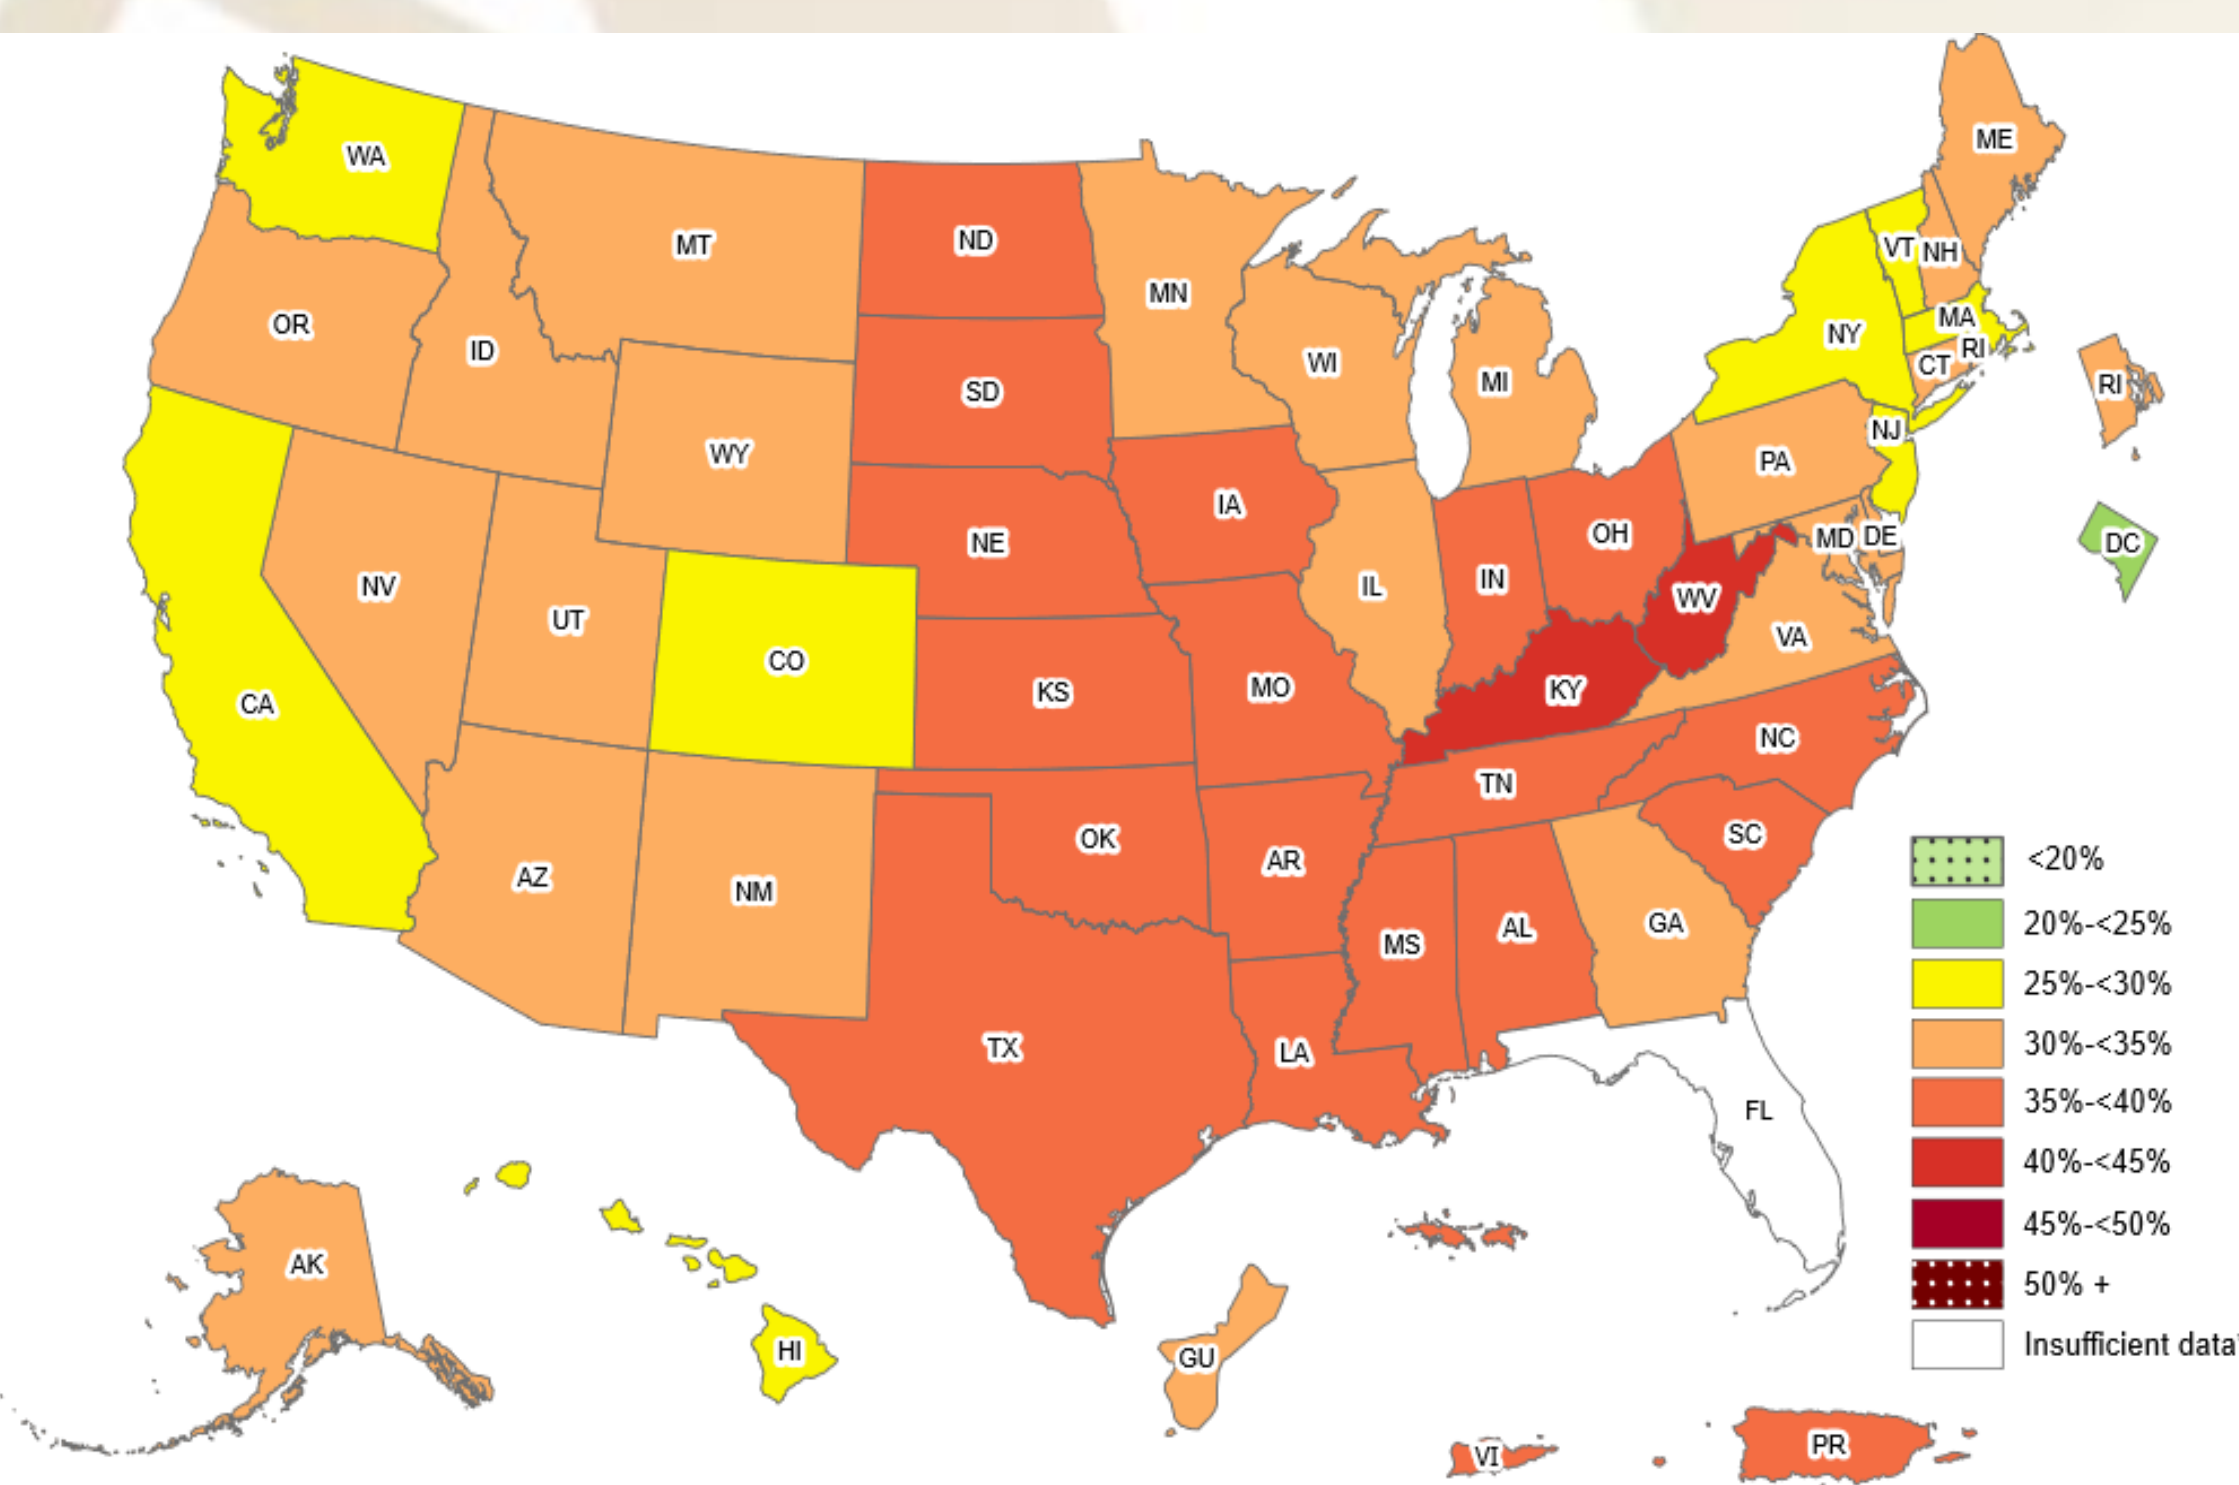 WA
ME
MT
ND
VT
NH
MN
OR
ID
SD
WI
MI
NY
MA
RI
CT
RI
WY
NJ
PA
IA
NE
OH
MD
DE
DC
NV
UT
IL
IN
WV
VA
CO
KS
MO
KY
CA
NC
TN
OK
AR
SC
AZ
NM
MS
AL
GA
TX
LA
FL
AK
HI
GU
VI
PR
<20%
20%-<25%
25%-<30%
30%-<35%
35%-<40%
40%-<45%
45%-<50%
50% +
Insufficient data